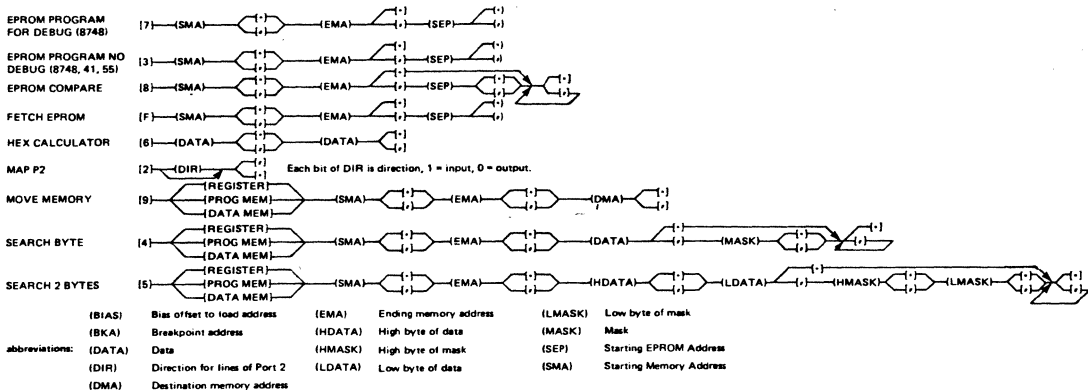 EPROM PROGRAM
FOR DEBUG (8748) [7] (SMA) [.] [,] (EMA) [.] [,] (SEP) [.] [,]
EPROM PROGRAM NO
DEBUG (8748, 41, 55) [3] (SMA) [.] [,] (EMA) [.] [,] (SEP) [.] [,]
EPROM COMPARE [8] (SMA) [.] [,] (EMA) [.] [,] (SEP) [.] [,] [.] [,]
FETCH EPROM [F] (SMA) [.] [,] (EMA) [.] [,] (SEP) [.] [,]
HEX CALCULATOR [6] (DATA) [.] [,] (DATA) [.] [,]
MAP P2 [2] (DIR) [,] [.] Each bit of DIR is direction, 1 = input, 0 = output.
MOVE MEMORY [9] [REGISTER] [PROG MEM] [DATA MEM] (SMA) [.] [,] (EMA) [.] [,] (DMA) [.] [,]
SEARCH BYTE [4] [REGISTER] [PROG MEM] [DATA MEM] (SMA) [.] [,] (EMA) [.] [,] (DATA) [.] [,] (MASK) [.] [,] [.] [,]
SEARCH 2 BYTES [5] [REGISTER] [PROG MEM] [DATA MEM] (SMA) [.] [,] (EMA) [.] [,] (HDATA) [.] [,] (LDATA) [.] [,] (HMASK) [.] [,] (LMASK) [.] [,] [.] [,]
(BIAS) Bias offset to load address (EMA) Ending memory address (LMASK) Low byte of mask
(BKA) Breakpoint address (HDATA) High byte of data (MASK) Mask
abbreviations: (DATA) Data (HMASK) High byte of mask (SEP) Starting EPROM Address
(DIR) Direction for lines of Port 2 (LDATA) Low byte of data (SMA) Starting Memory Address
(DMA) Destination memory address